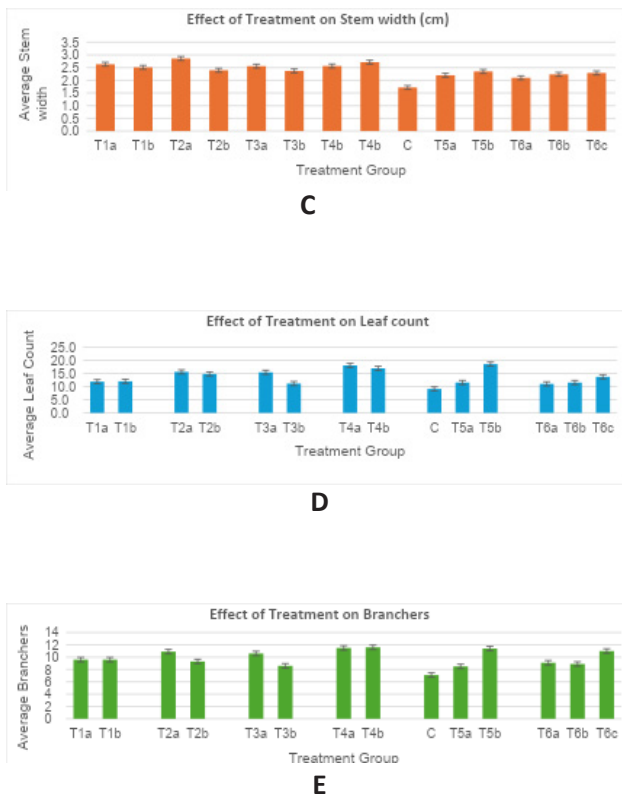 Effect of Treatment on Stem width (cm)
Average Stem
width
3.5
3.0
2.5
2.0
1.5
1.0
0.5
0.0
T1a T1b T2a T2b T3a T3b T4b T4b C T5a T5b T6a T6b T6c
Treatment Group
C
Effect of Treatment on Leaf count
Average Leaf Count
25.0
20.0
15.0
10.0
5.0
0.0
T1a T1b T2a T2b T3a T3b T4a T4b C T5a T5b T6a T6b T6c
Treatment Group
D
Effect of Treatment on Branchers
Average Branchers
14
12
10
8
6
4
2
0
T1a T1b T2a T2b T3a T3b T4a T4b C T5a T5b T6a T6b T6c
Treatment Group
E